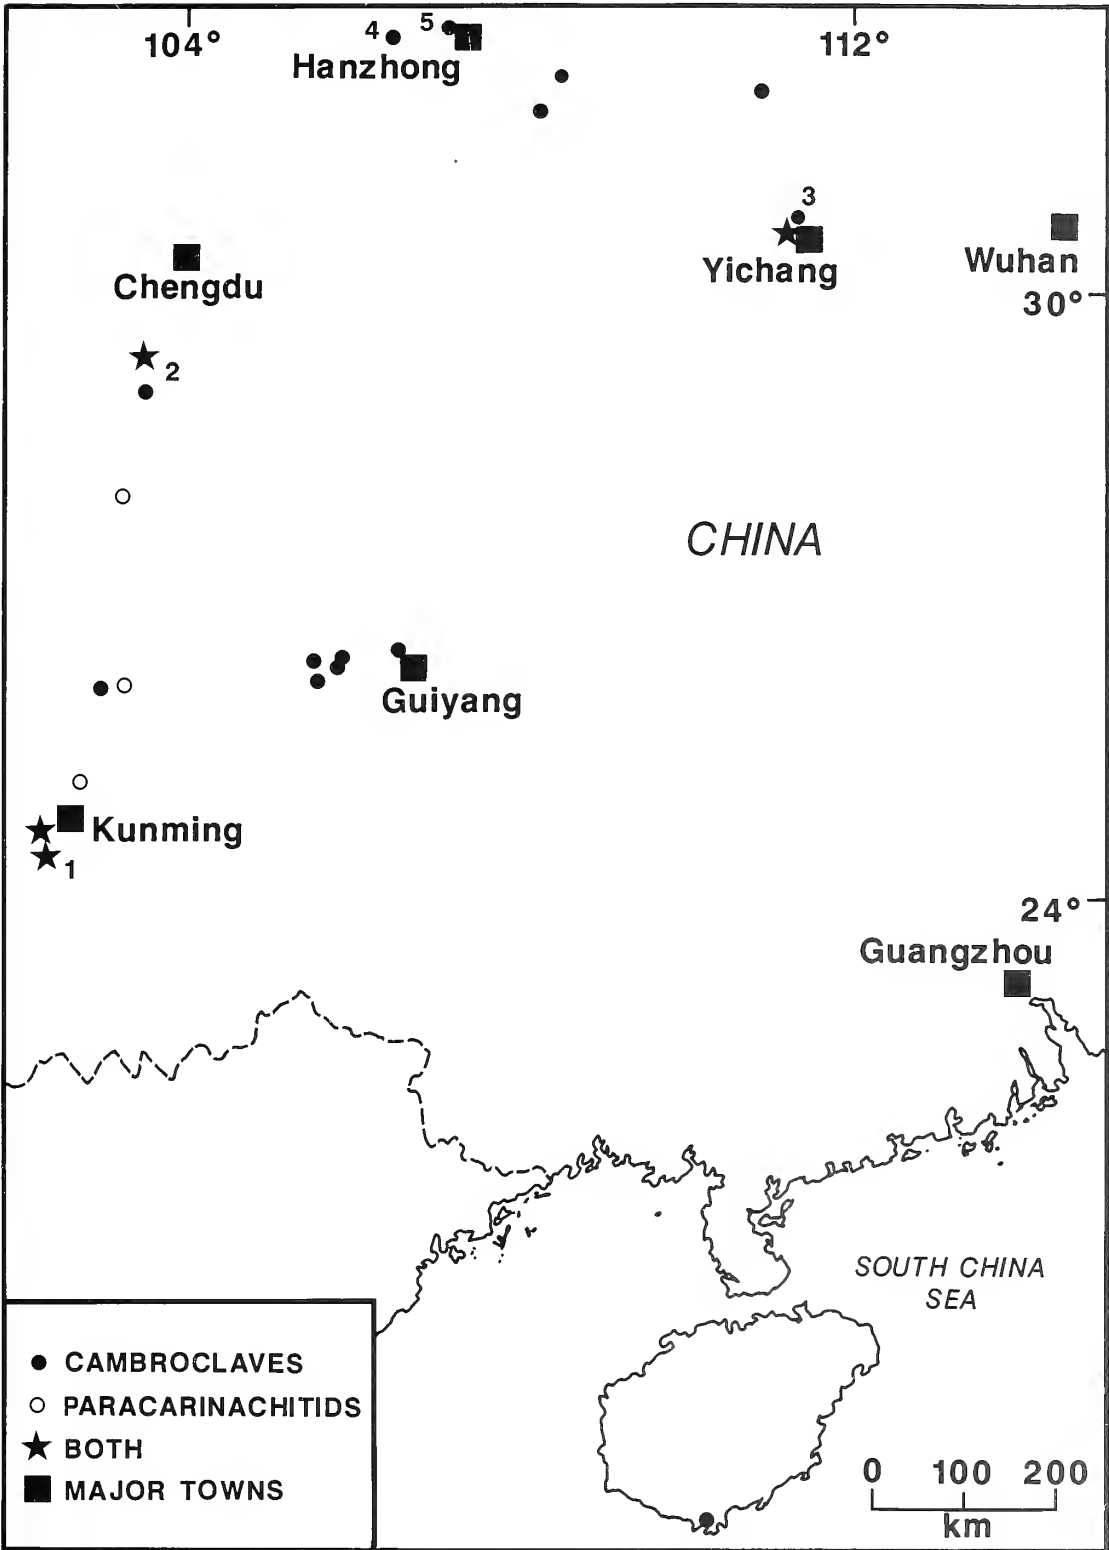 104°
4
5
112°
Hanzhong
3
Chengdu
Yichang
Wuhan
30°
2
CHINA
Guiyang
Kunming
1
24°
Guangzhou
SOUTH CHINA
SEA
CAMBROCLAVES
PARACARINACHITIDS
BOTH
MAJOR TOWNS
0 100 200
km